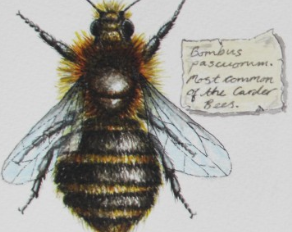 Bombus
pascuorum.
Most common
of the Carder
Bees.